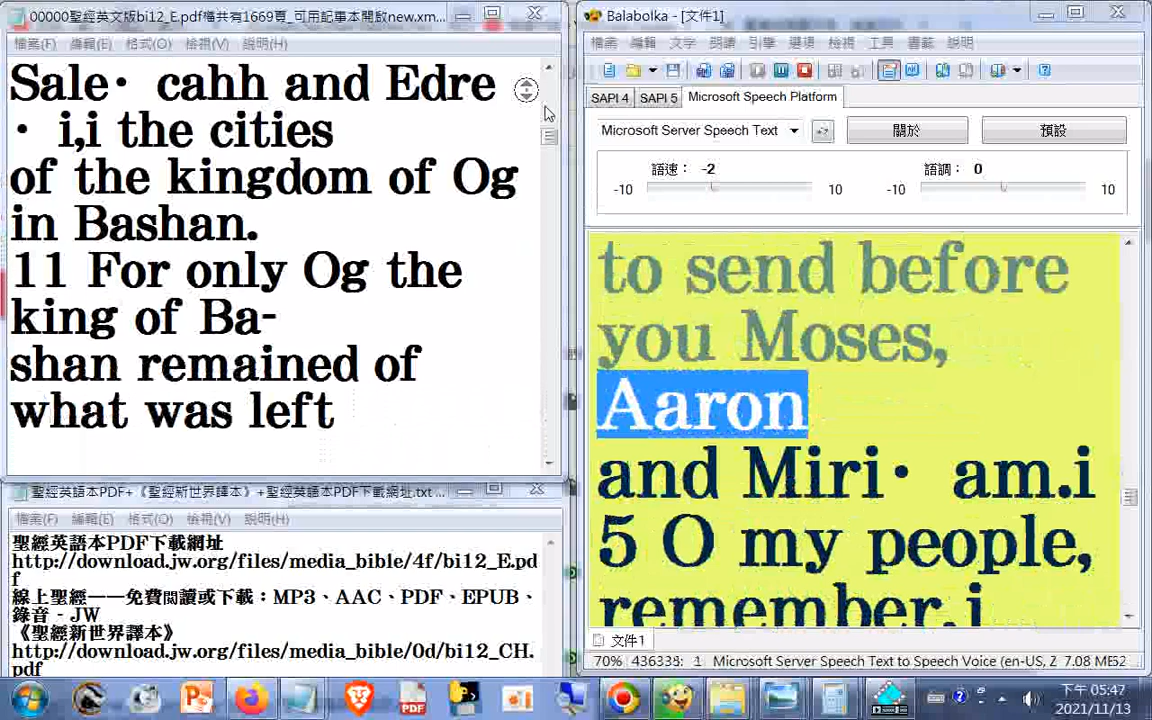 00000聖經英文版bi12_E.pdf檔共有1669頁_可用記事本開啟new.xm...
檔案(F) 編輯(E) 格式(O) 檢視(V) 說明(H)
Sale· cahh and Edre
· i,i the cities
of the kingdom of Og
in Bashan.
11 For only Og the
king of Ba-
shan remained of
what was left
聖經英語本PDF+《聖經新世界譯本》+聖經英語本PDF下載網址.txt ...
檔案(F) 編輯(E) 格式(O) 檢視(V) 說明(H)
聖經英語本PDF下載網址
http://download.jw.org/files/media_bible/4f/bi12_E.pd
f
線上聖經──免費閱讀或下載：MP3、AAC、PDF、EPUB、
錄音 - JW
《聖經新世界譯本》
http://download.jw.org/files/media_bible/0d/bi12_CH.
pdf
Balabolka - [文件1]
檔案 編輯 文字 朗讀 引擎 選項 檢視 工具 書籤 說明
SAPI 4 SAPI 5 Microsoft Speech Platform
Microsoft Server Speech Text 關於 預設
語速： -2 語調： 0
-10 10 -10 10
to send before
you Moses,
Aaron
and Miri· am.i
5 O my people,
remember,i
文件1
70% 436335: 1 Microsoft Server Speech Text to Speech Voice (en-US, Z 7.08 ME52
下午 05:47
2021/11/13